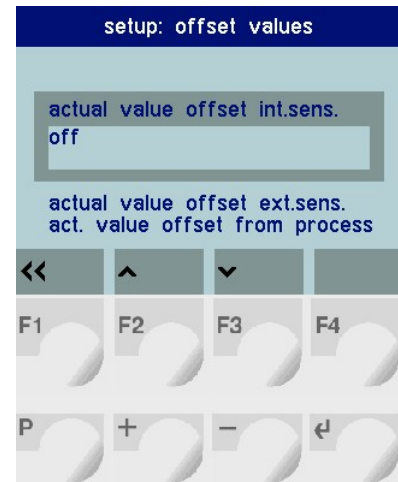 setup: offset values
actual value offset int.sens.
off
actual value offset ext.sens.
act. value offset from process
<< ^ ˅
F1 F2 F3 F4
P + - ↵